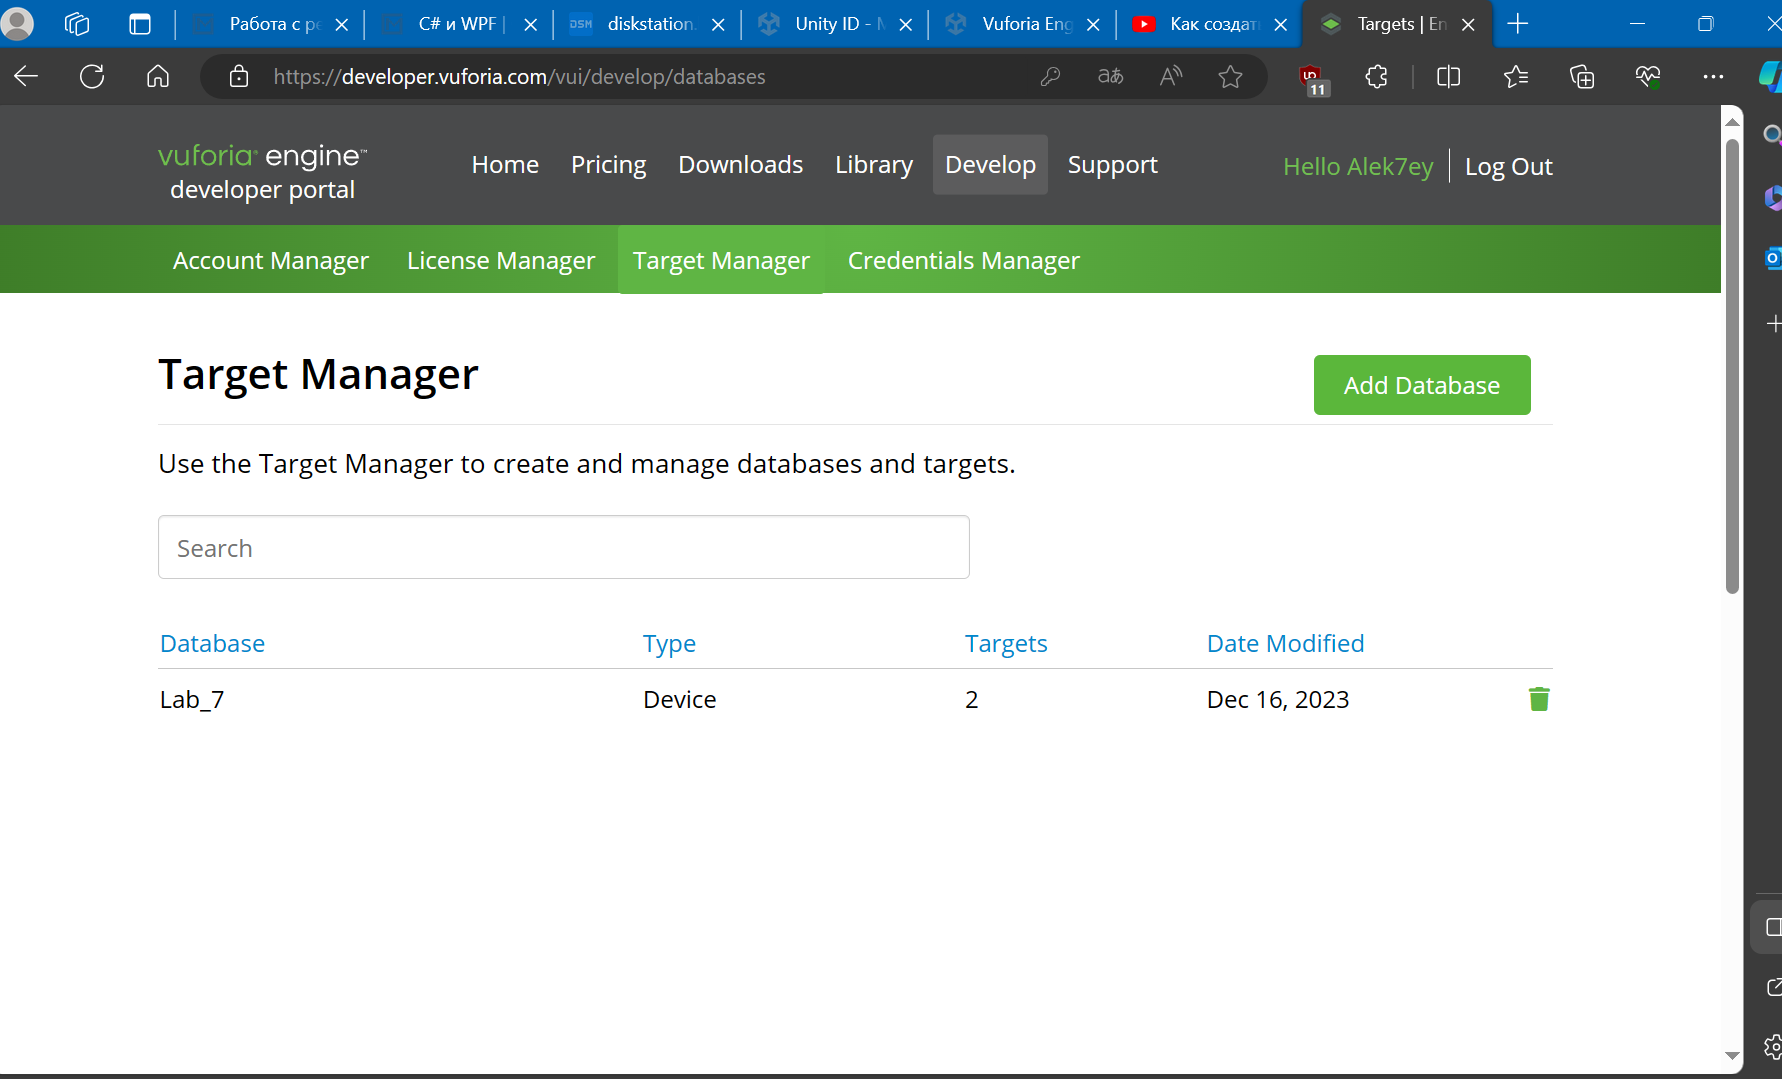 Работа с ре
C# и WPF |
DSM diskstation.
Unity ID - M
Vuforia Eng
Как создат
Targets | En
https://developer.vuforia.com/vui/develop/databases
11
vuforia® engine™
developer portal
Home
Pricing
Downloads
Library
Develop
Support
Hello Alek7ey
Log Out
Account Manager
License Manager
Target Manager
Credentials Manager
Target Manager
Add Database
Use the Target Manager to create and manage databases and targets.
Search
Database Type Targets Date Modified
Lab_7 Device 2 Dec 16, 2023